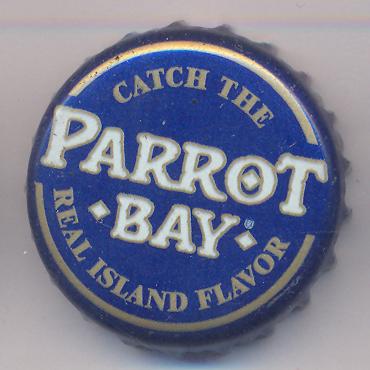 CATCH THE
PARROT
BAY®
REAL ISLAND FLAVOR